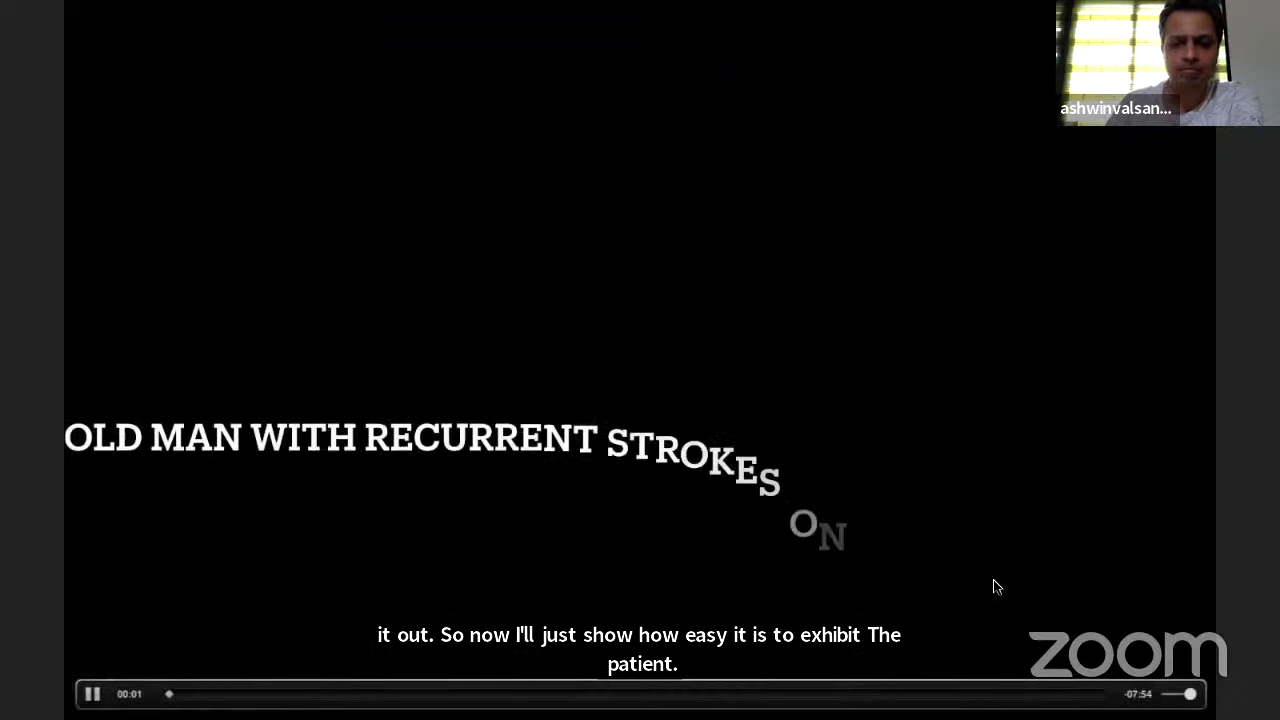 ashwinvalsan...
OLD MAN WITH RECURRENT STROKES ON
it out. So now I'll just show how easy it is to exhibit The
patient.
zoom
00:01
-07:54